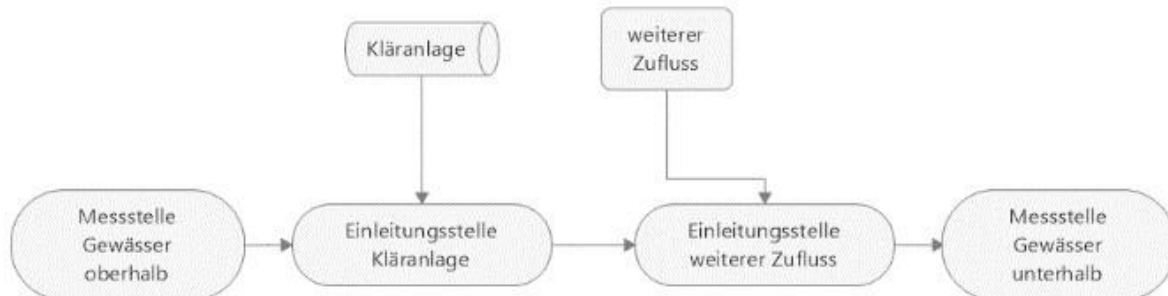 Kläranlage
weiterer
Zufluss
Messstelle
Gewässer
oberhalb
Einleitungsstelle
Kläranlage
Einleitungsstelle
weiterer Zufluss
Messstelle
Gewässer
unterhalb